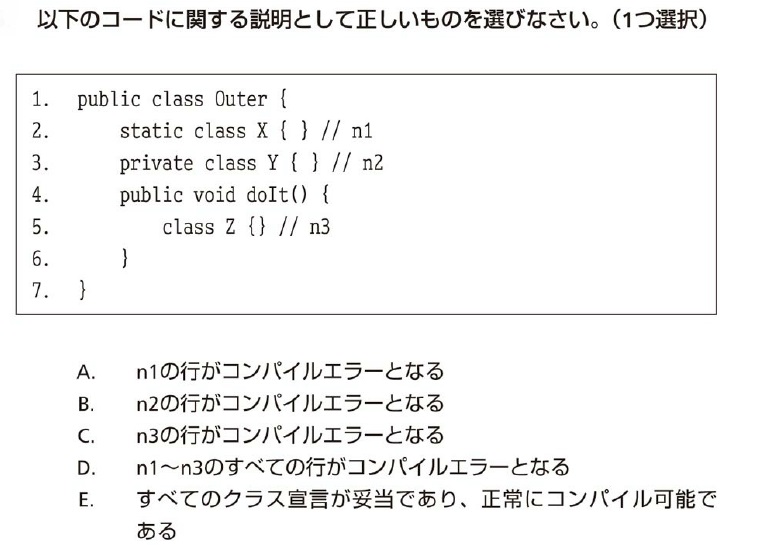 以下のコードに関する説明として正しいものを選びなさい。（1つ選択）
1. public class Outer {
2. static class X { } // n1
3. private class Y { } // n2
4. public void doIt() {
5. class Z {} // n3
6. }
7. }
A. n1の行がコンパイルエラーとなる
B. n2の行がコンパイルエラーとなる
C. n3の行がコンパイルエラーとなる
D. n1～n3のすべての行がコンパイルエラーとなる
E. すべてのクラス宣言が妥当であり、正常にコンパイル可能で
ある